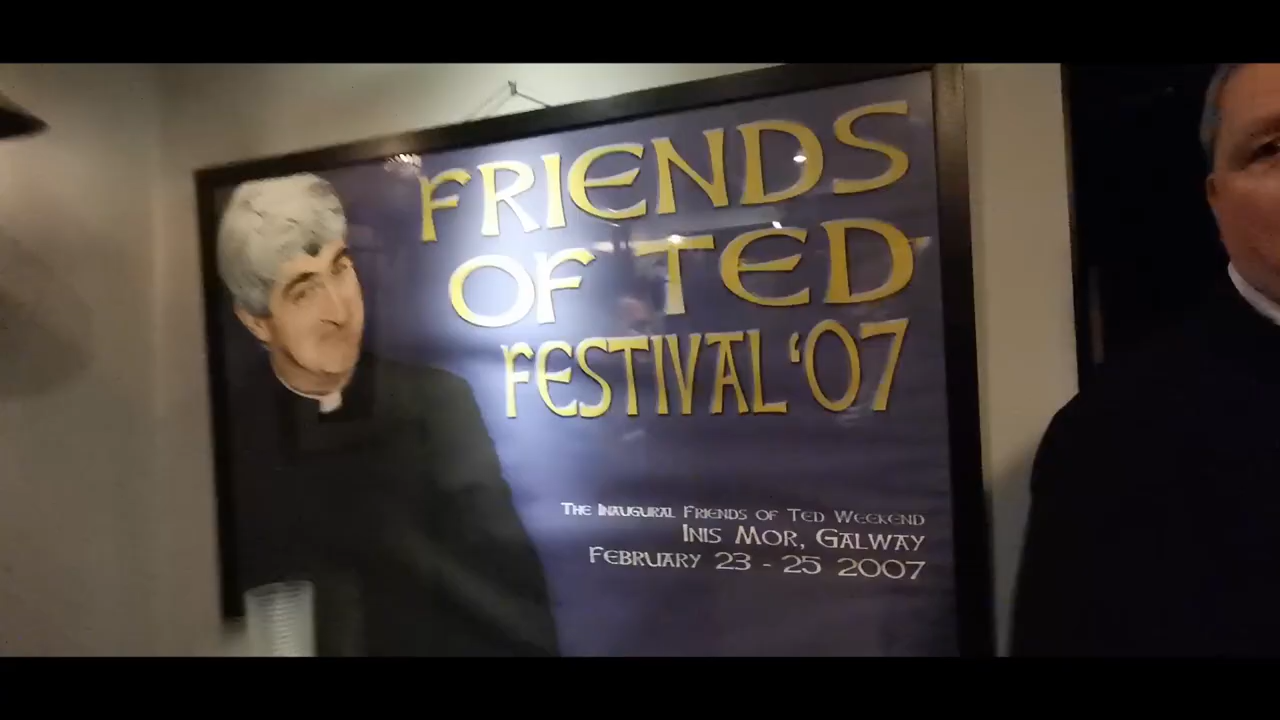 FRIENDS
OF TED
FESTIVAL '07
THE INAUGURAL FRIENDS OF TED WEEKEND
INIS MOR, GALWAY
FEBRUARY 23 - 25 2007